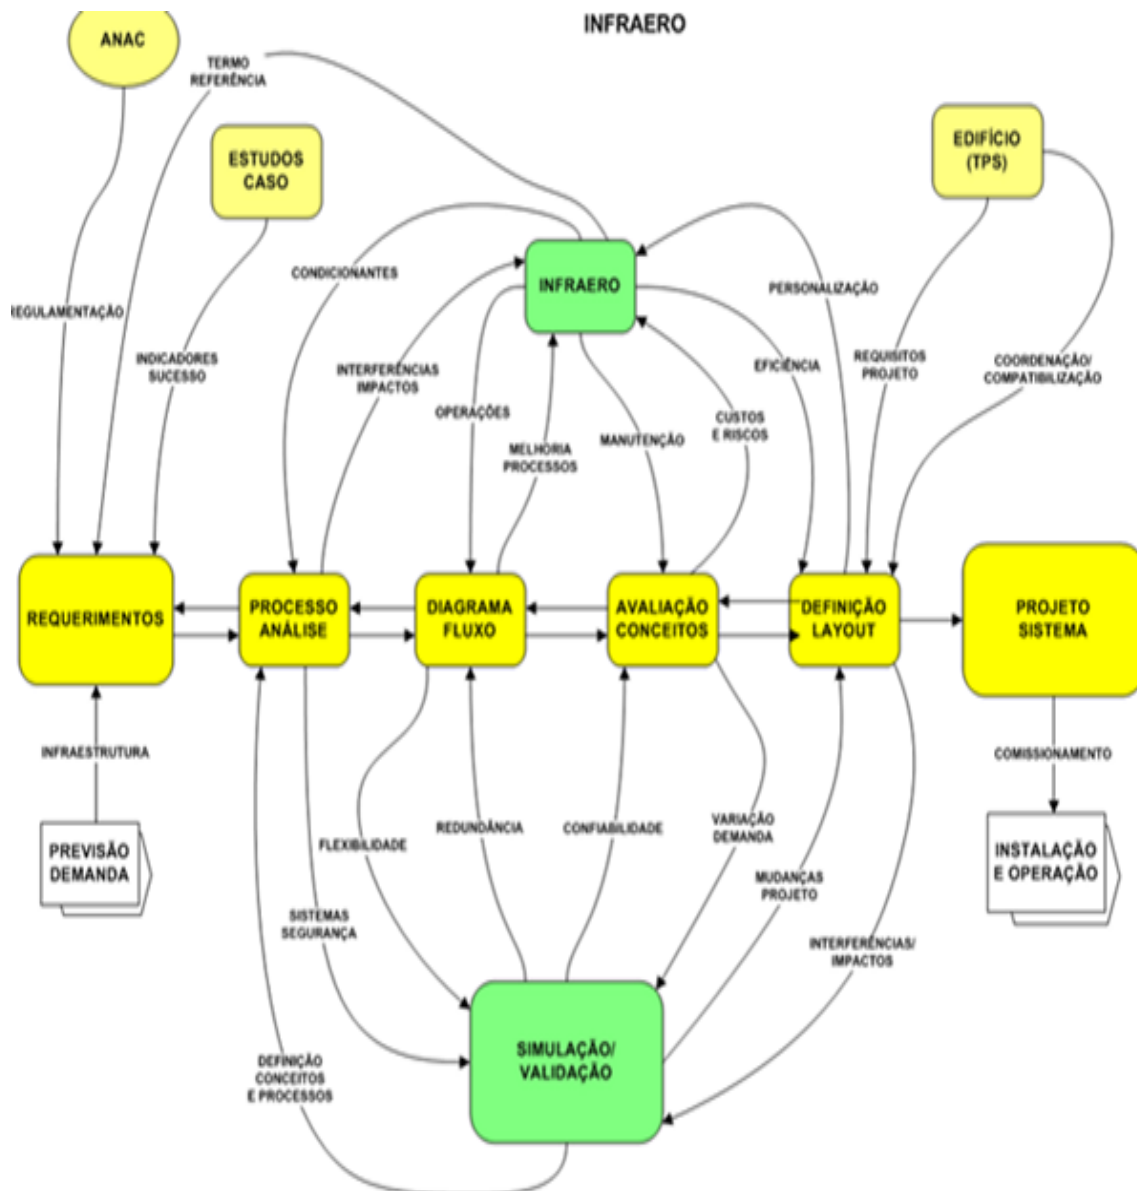 INFRAERO
ANAC
TERMO
REFERÊNCIA
ESTUDOS
CASO
EDIFÍCIO
(TPS)
CONDICIONANTES
INFRAERO
PERSONALIZAÇÃO
REGULAMENTAÇÃO
INDICADORES
SUCESSO
INTERFERÊNCIAS
IMPACTOS
EFICIÊNCIA
REQUISITOS
PROJETO
COORDENAÇÃO/
COMPATIBILIZAÇÃO
OPERAÇÕES
MELHORIA
PROCESSOS
MANUTENÇÃO
CUSTOS
E RISCOS
REQUERIMENTOS
PROCESSO
ANÁLISE
DIAGRAMA
FLUXO
AVALIAÇÃO
CONCEITOS
DEFINIÇÃO
LAYOUT
PROJETO
SISTEMA
INFRAESTRUTURA
COMISSIONAMENTO
PREVISÃO
DEMANDA
FLEXIBILIDADE
REDUNDÂNCIA
CONFIABILIDADE
VARIAÇÃO
DEMANDA
MUDANÇAS
PROJETO
INSTALAÇÃO
E OPERAÇÃO
SISTEMAS
SEGURANÇA
INTERFERÊNCIAS/
IMPACTOS
SIMULAÇÃO/
VALIDAÇÃO
DEFINIÇÃO
CONCEITOS
E PROCESSOS